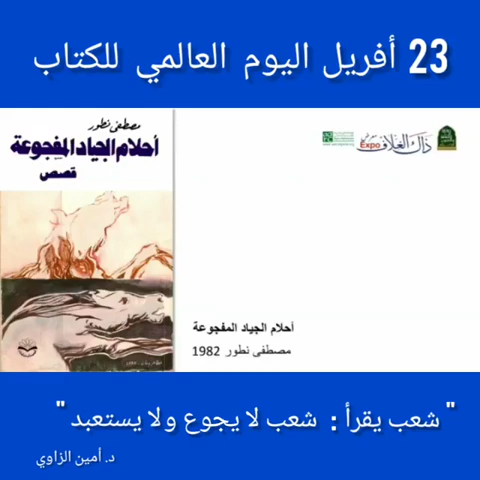 23 أفريل اليوم العالمي للكتاب
مصطفى نطور
أحلام الجياد المفجوعة
قصص
ذاك الغلاف
Expo
أحلام الجياد المفجوعة
مصطفى نطور 1982
" شعب يقرأ : شعب لا يجوع ولا يستعبد "
د. أمين الزاوي